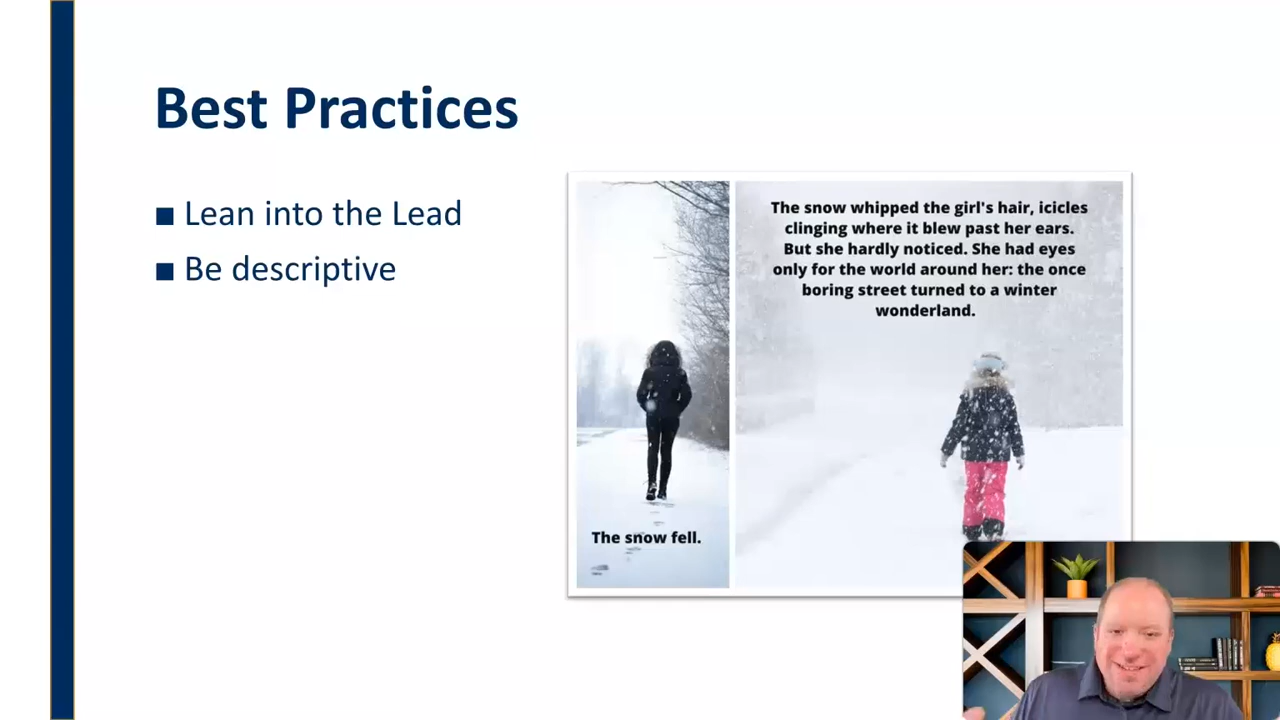 Best Practices
Lean into the Lead
Be descriptive
The snow whipped the girl's hair, icicles
clinging where it blew past her ears.
But she hardly noticed. She had eyes
only for the world around her: the once
boring street turned to a winter
wonderland.
The snow fell.